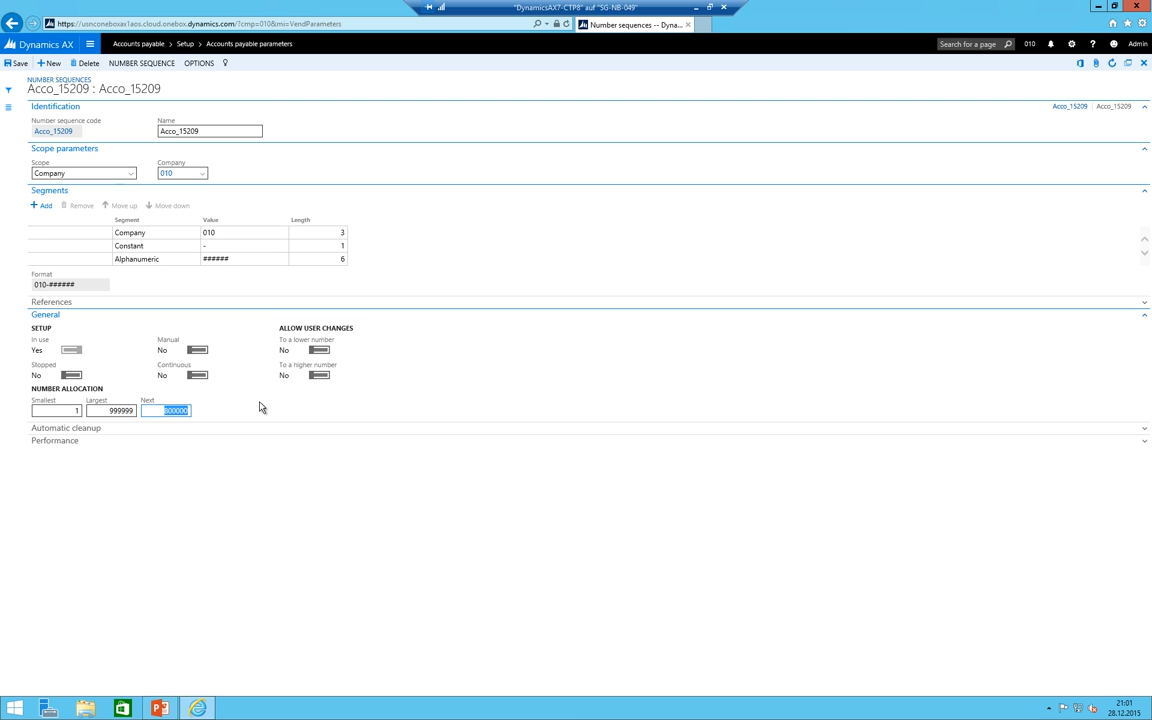 "DynamicsAX7-CTP8" auf "SG-NB-049"
https://usnconeboxax1aos.cloud.onebox.dynamics.com/?cmp=010&mi=VendParameters
Number sequences -- Dyna...
Dynamics AX
Accounts payable > Setup > Accounts payable parameters
Search for a page
010
Admin
Save
New
Delete
NUMBER SEQUENCE
OPTIONS
NUMBER SEQUENCES
Acco_15209 : Acco_15209
Identification
Acco_15209 | Acco_15209
Number sequence code
Name
Acco_15209
Acco_15209
Scope parameters
Scope
Company
Company
010
Segments
Add
Remove
Move up
Move down
Segment Value Length
Company 010 3
Constant - 1
Alphanumeric ###### 6
Format
010-######
References
General
SETUP
ALLOW USER CHANGES
In use
Manual
To a lower number
Yes
No
No
Stopped
Continuous
To a higher number
No
No
No
NUMBER ALLOCATION
Smallest
Largest
Next
1
999999
800000
Automatic cleanup
Performance
21:01
28.12.2015